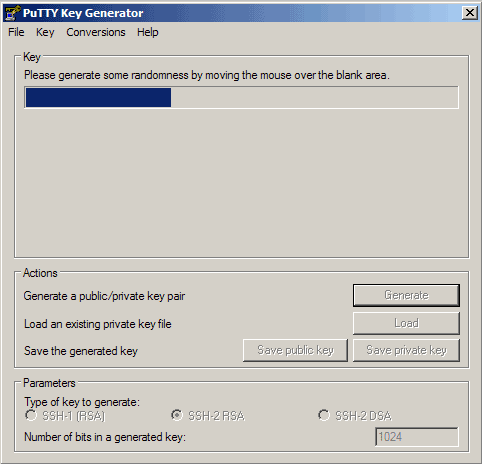 PuTTY Key Generator
File Key Conversions Help
Key
Please generate some randomness by moving the mouse over the blank area.
Actions
Generate a public/private key pair
Generate
Load an existing private key file
Load
Save the generated key
Save public key
Save private key
Parameters
Type of key to generate:
SSH-1 (RSA)
SSH-2 RSA
SSH-2 DSA
Number of bits in a generated key:
1024